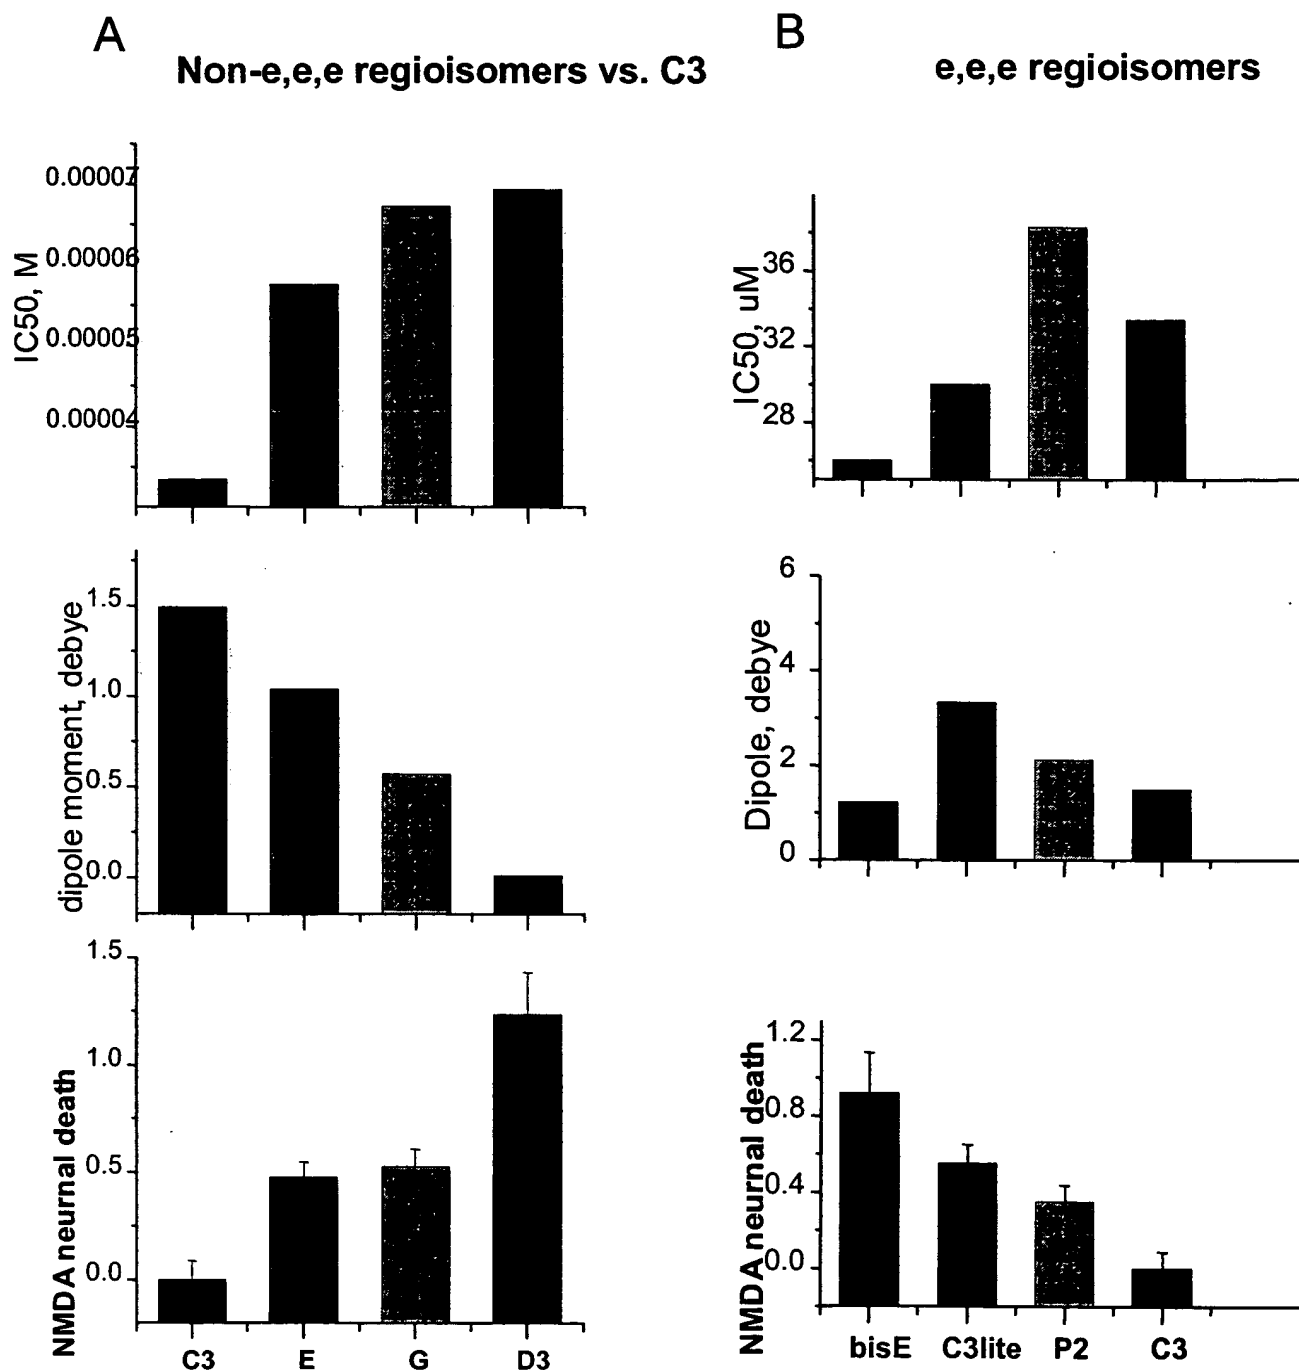 A
Non-e,e,e regioisomers vs. C3
IC50, M
0.00007
0.00006
0.00005
0.00004
dipole moment, debye
1.5
1.0
0.5
0.0
NMDA neurnal death
1.5
1.0
0.5
0.0
C3 E G D3
B
e,e,e regioisomers
IC50, uM
36
32
28
Dipole, debye
6
4
2
0
NMDA neurnal death
1.2
0.8
0.4
0.0
bisE C3lite P2 C3